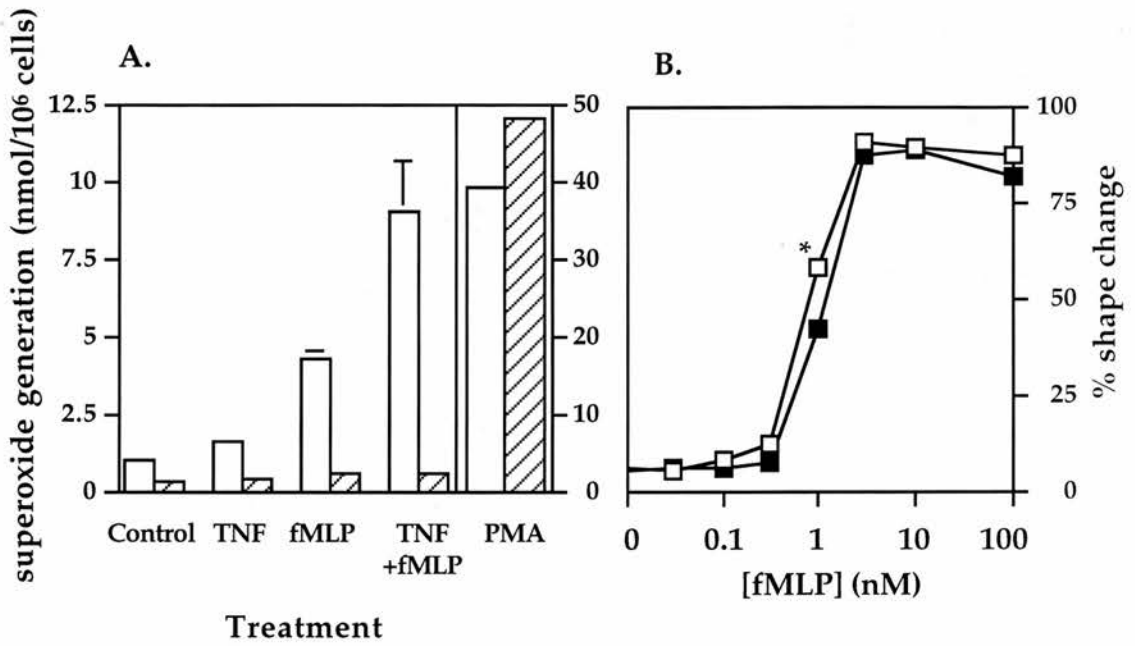 A.
superoxide generation (nmol/10⁶ cells)
12.5
10
7.5
5
2.5
0
50
40
30
20
10
0
Control TNF fMLP TNF +fMLP PMA
Treatment
B.
*
100
75
50
25
0
% shape change
0 0.1 1 10 100
[fMLP] (nM)